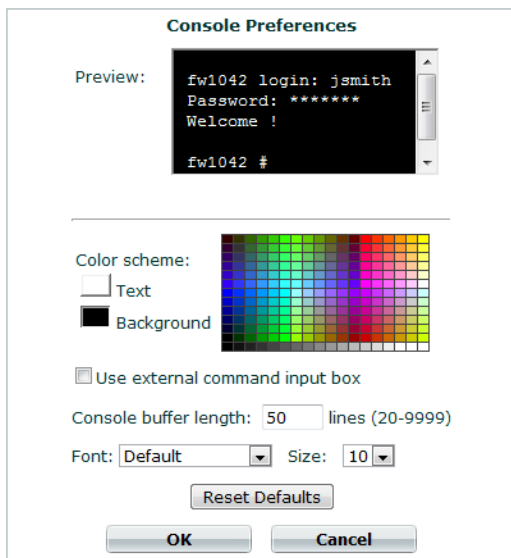 Console Preferences
Preview:
fw1042 login: jsmith
Password: *******
Welcome !
fw1042 #
Color scheme:
Text
Background
Use external command input box
Console buffer length: 50 lines (20-9999)
Font: Default Size: 10
Reset Defaults
OK Cancel